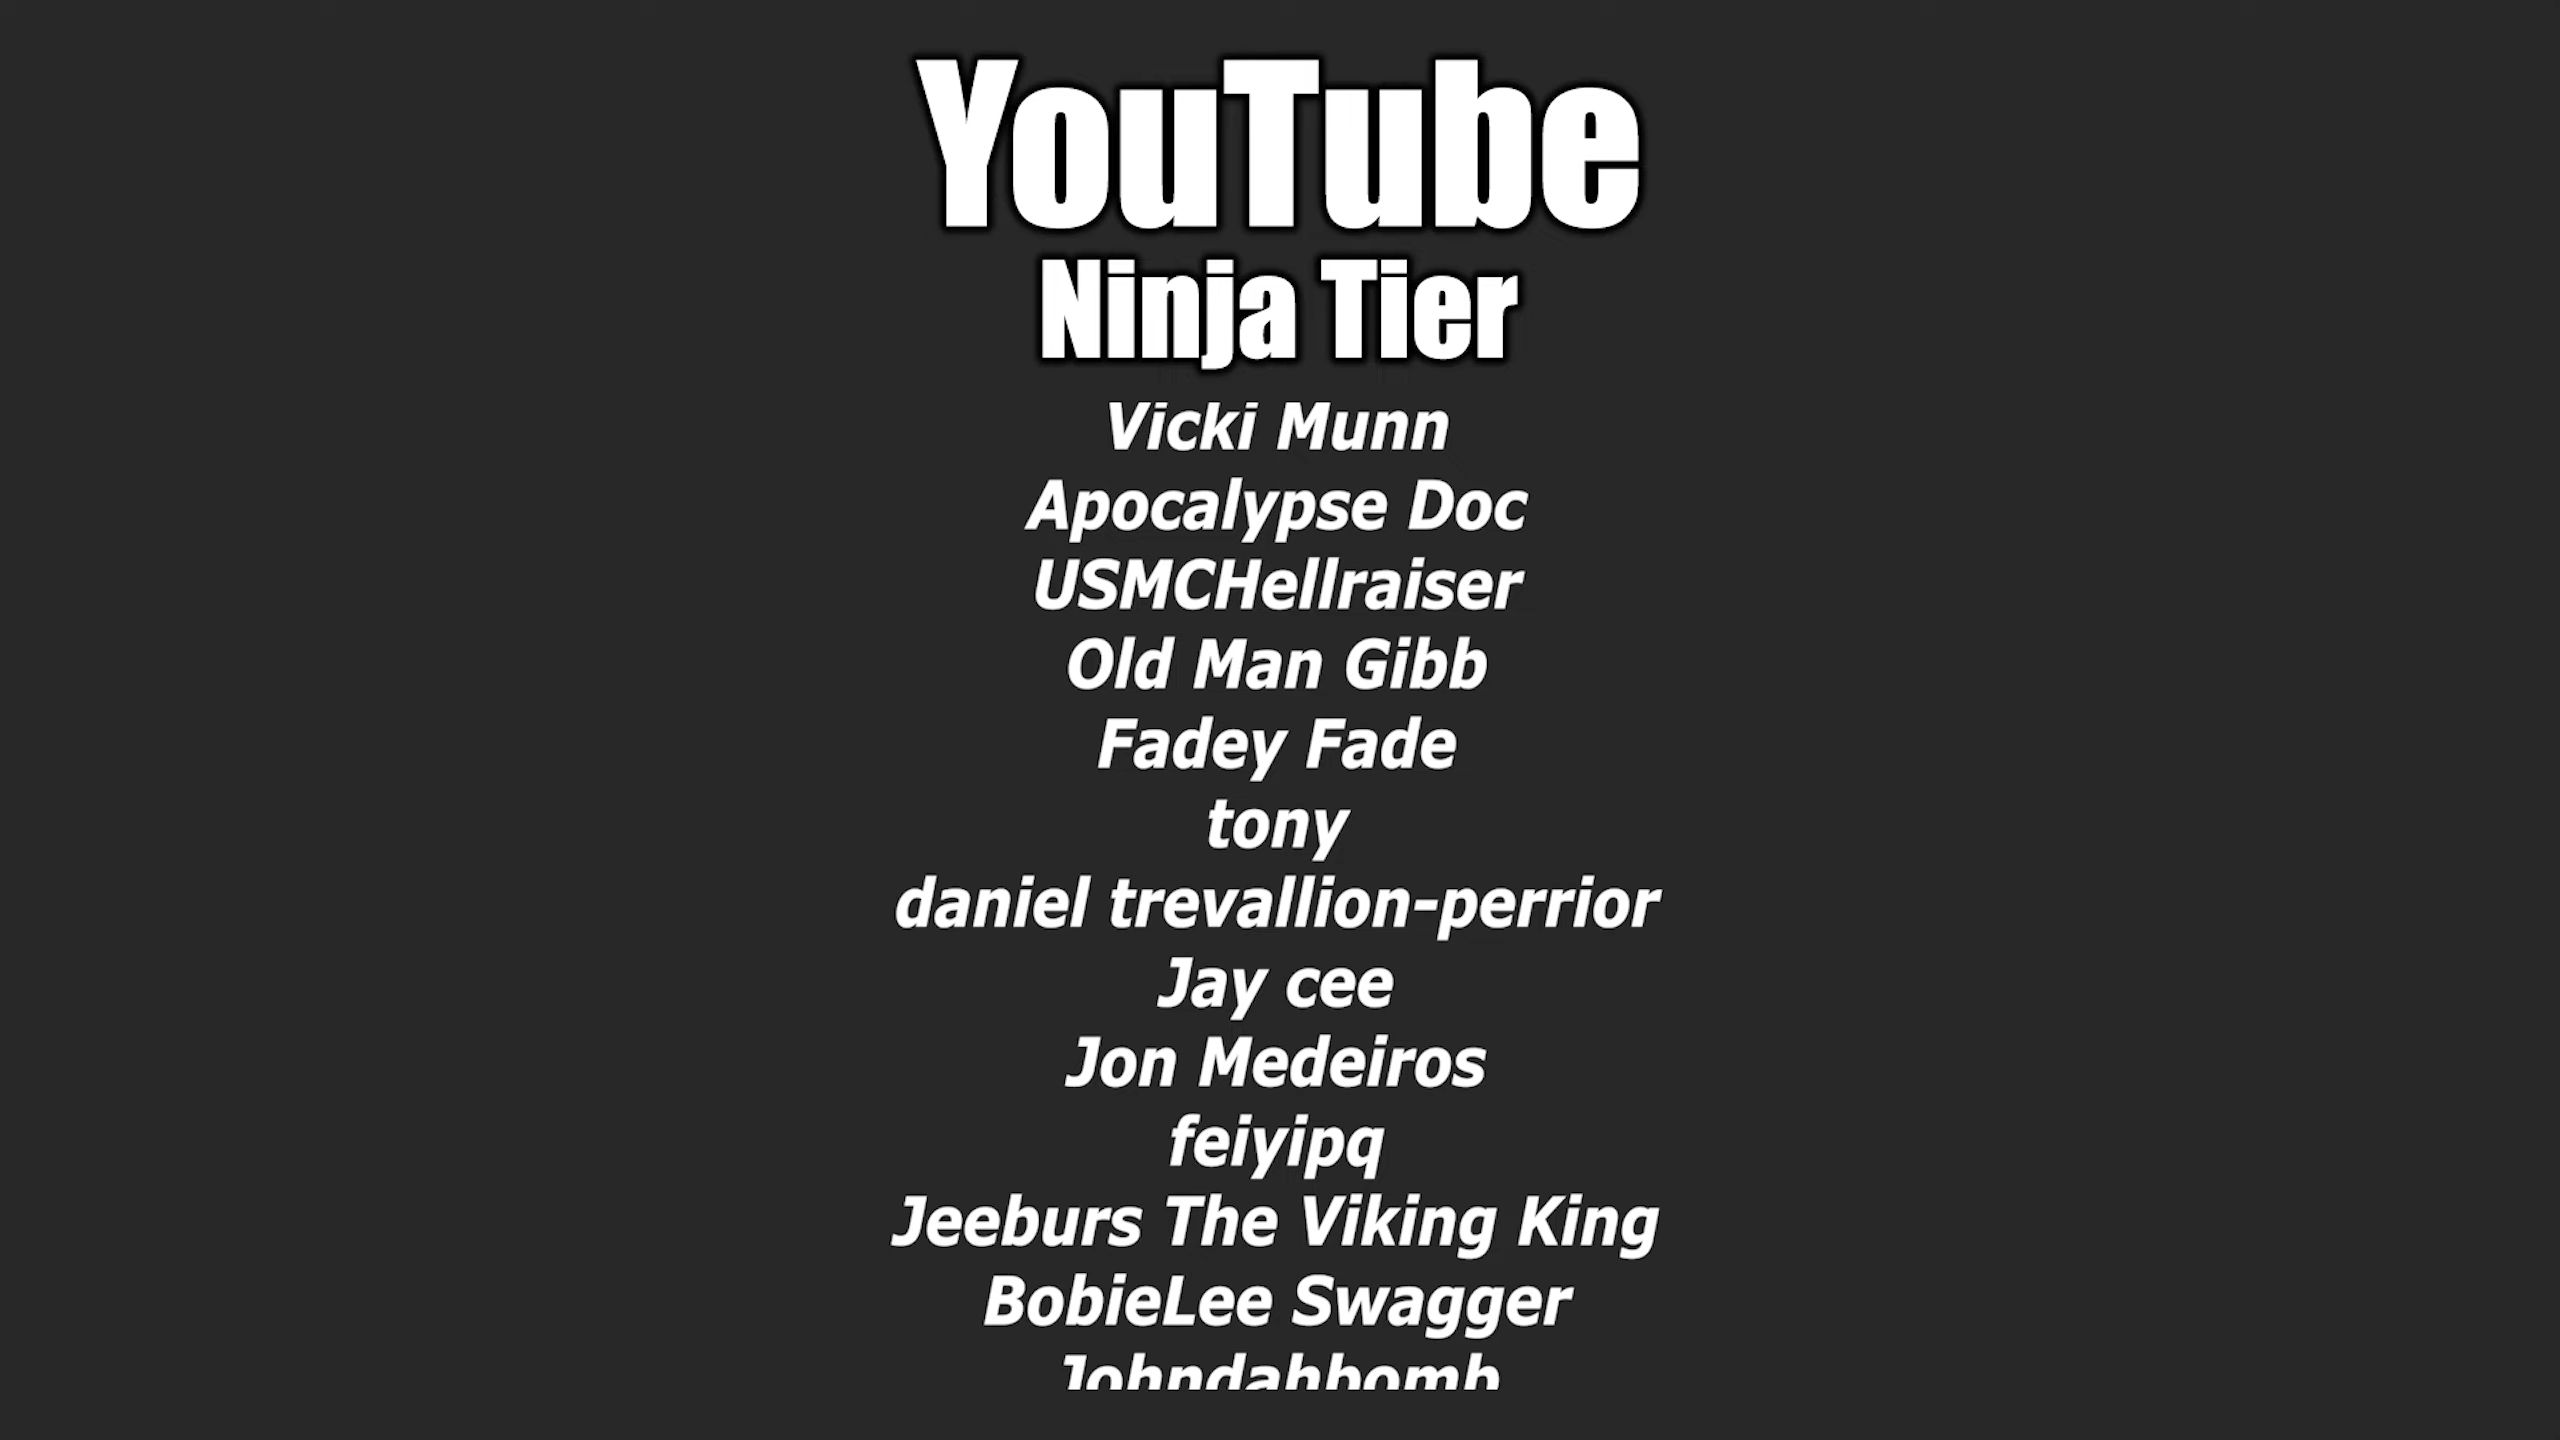 YouTube
Ninja Tier
Vicki Munn
Apocalypse Doc
USMCHellraiser
Old Man Gibb
Fadey Fade
tony
daniel trevallion-perrior
Jay cee
Jon Medeiros
feiyipq
Jeeburs The Viking King
BobieLee Swagger